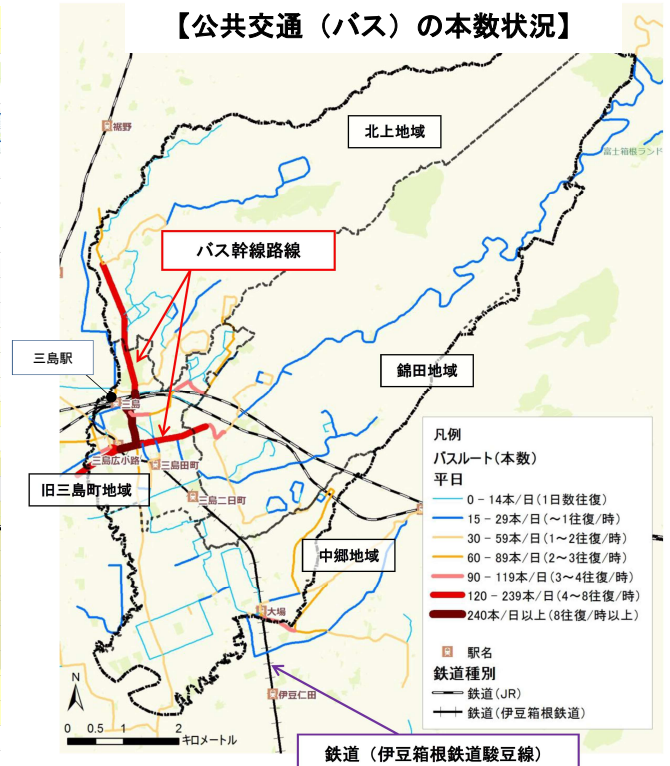 【公共交通（バス）の本数状況】
裾野
北上地域
富士箱根ランド
バス幹線路線
三島駅
三島
錦田地域
三島広小路
三島田町
旧三島町地域
三島二日町
中郷地域
大場
伊豆仁田
凡例
バスルート(本数)
平日
0 - 14本/日(1日数往復)
15 - 29本/日(～1往復/時)
30 - 59本/日(1～2往復/時)
60 - 89本/日(2～3往復/時)
90 - 119本/日(3～4往復/時)
120 - 239本/日(4～8往復/時)
240本/日以上(8往復/時以上)
駅名
鉄道種別
鉄道(JR)
鉄道(伊豆箱根鉄道)
N
0 0.5 1 2
キロメートル
鉄道（伊豆箱根鉄道駿豆線）